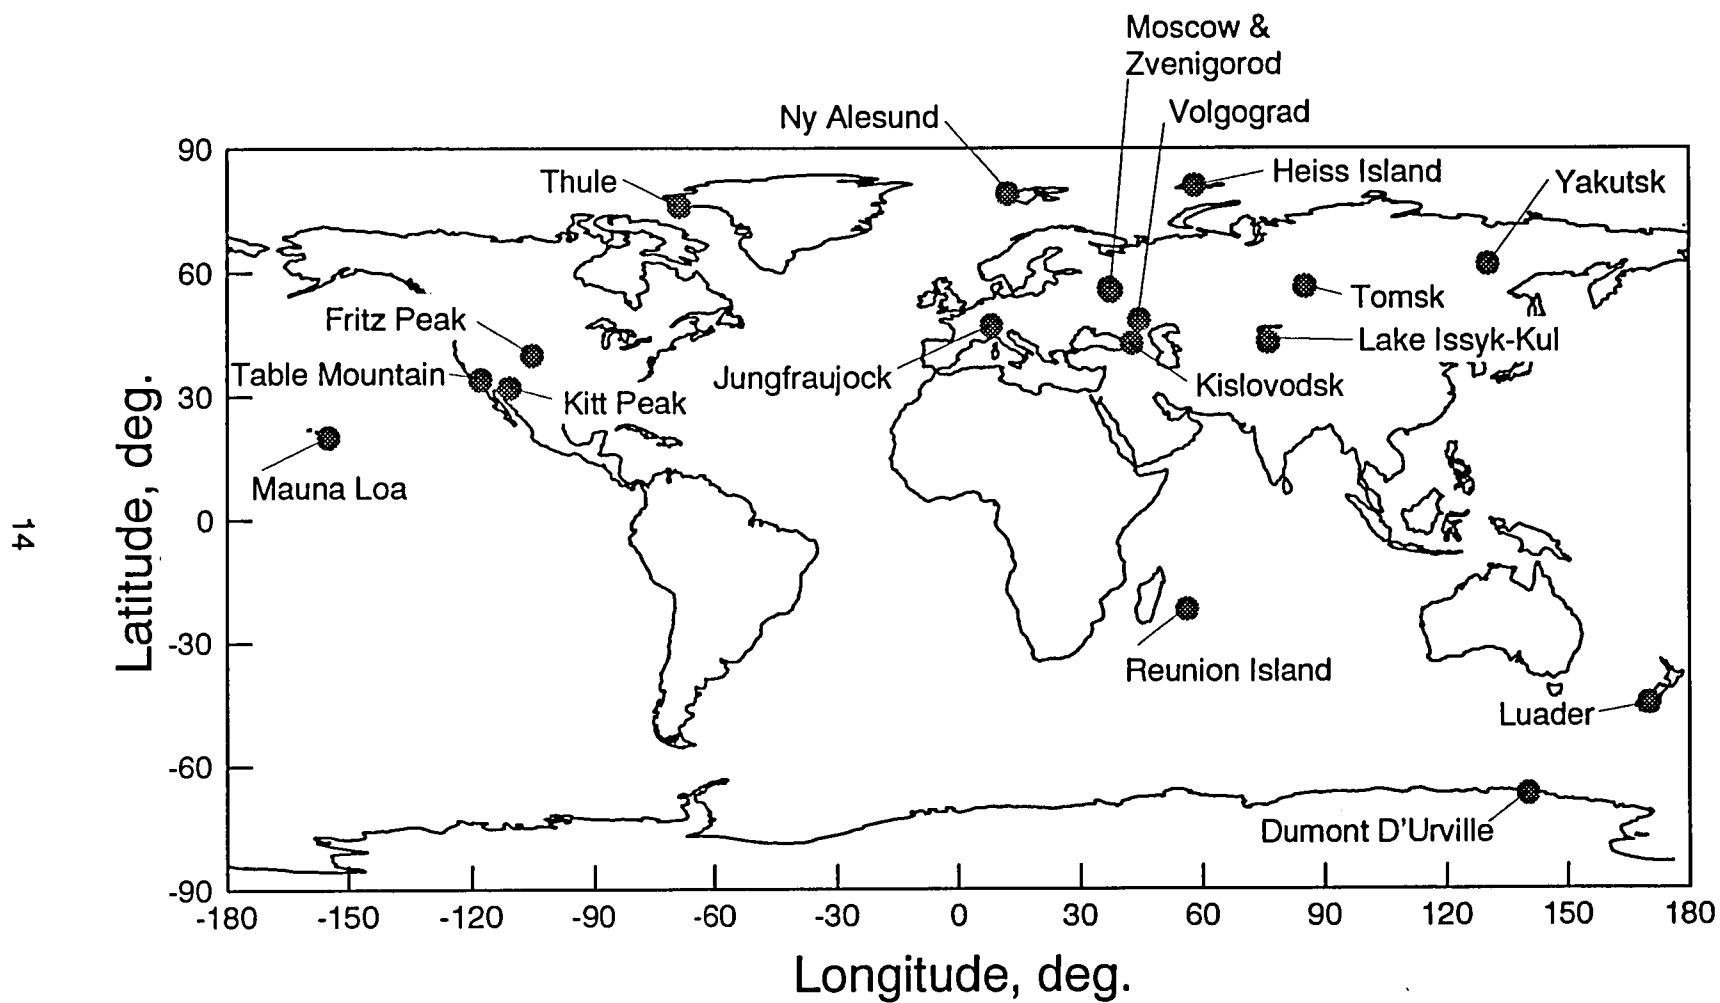 Moscow &
Zvenigorod
Ny Alesund
Volgograd
90
Thule
Heiss Island
Yakutsk
60
Tomsk
Fritz Peak
Lake Issyk-Kul
Table Mountain
Jungfraujock
Kislovodsk
30
Kitt Peak
Mauna Loa
0
14
Latitude, deg.
-30
Reunion Island
Luader
-60
Dumont D'Urville
-90
-180 -150 -120 -90 -60 -30 0 30 60 90 120 150 180
Longitude, deg.